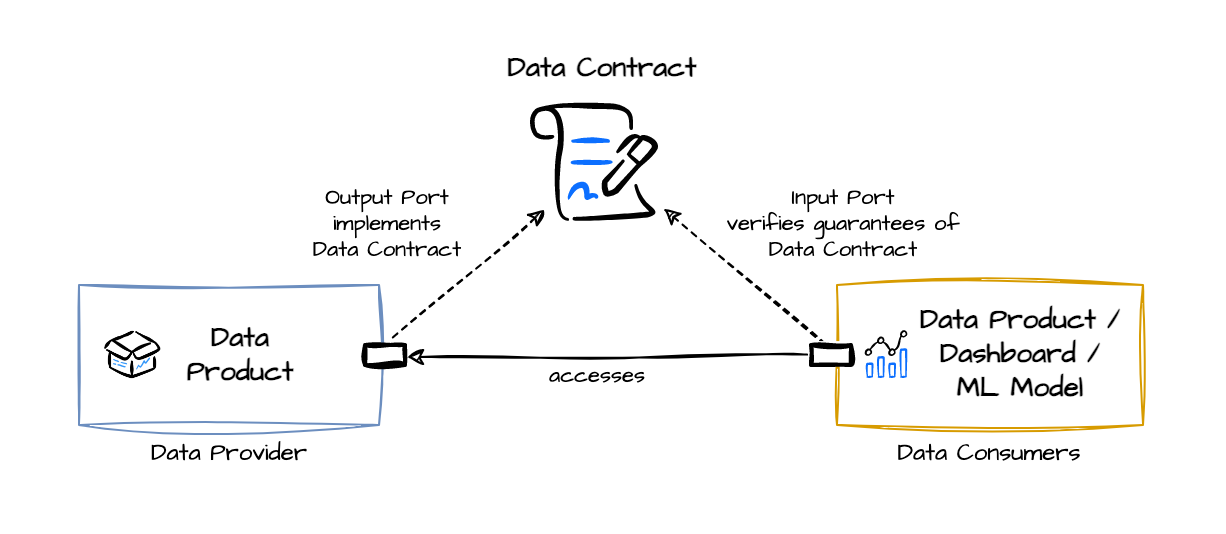 Data Contract
Output Port
implements
Data Contract
Input Port
verifies guarantees of
Data Contract
Data
Product
Data Product /
Dashboard /
ML Model
accesses
Data Provider
Data Consumers